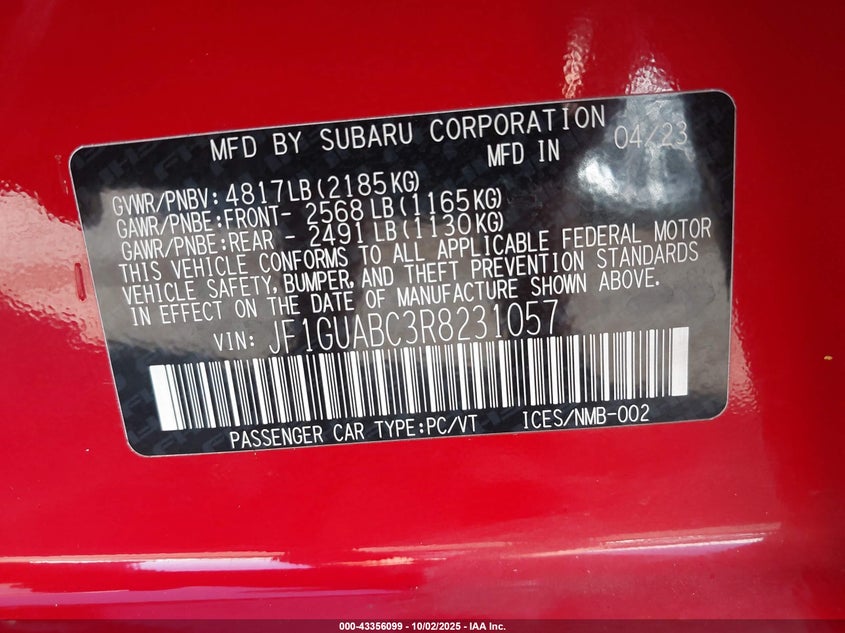 MFD BY SUBARU CORPORATION 04/23
MFD IN
GVWR/PNBV: 4817LB(2185KG)
GAWR/PNBE:FRONT- 2568 LB(1165KG)
GAWR/PNBE:REAR - 2491 LB(1130KG)
THIS VEHICLE CONFORMS TO ALL APPLICABLE FEDERAL MOTOR
VEHICLE SAFETY, BUMPER, AND THEFT PREVENTION STANDARDS
IN EFFECT ON THE DATE OF MANUFACTURE SHOWN ABOVE.
VIN: JF1GUABC3R8231057
PASSENGER CAR TYPE:PC/VT ICES/NMB-002
000-43356099 - 10/02/2025 - IAA Inc.